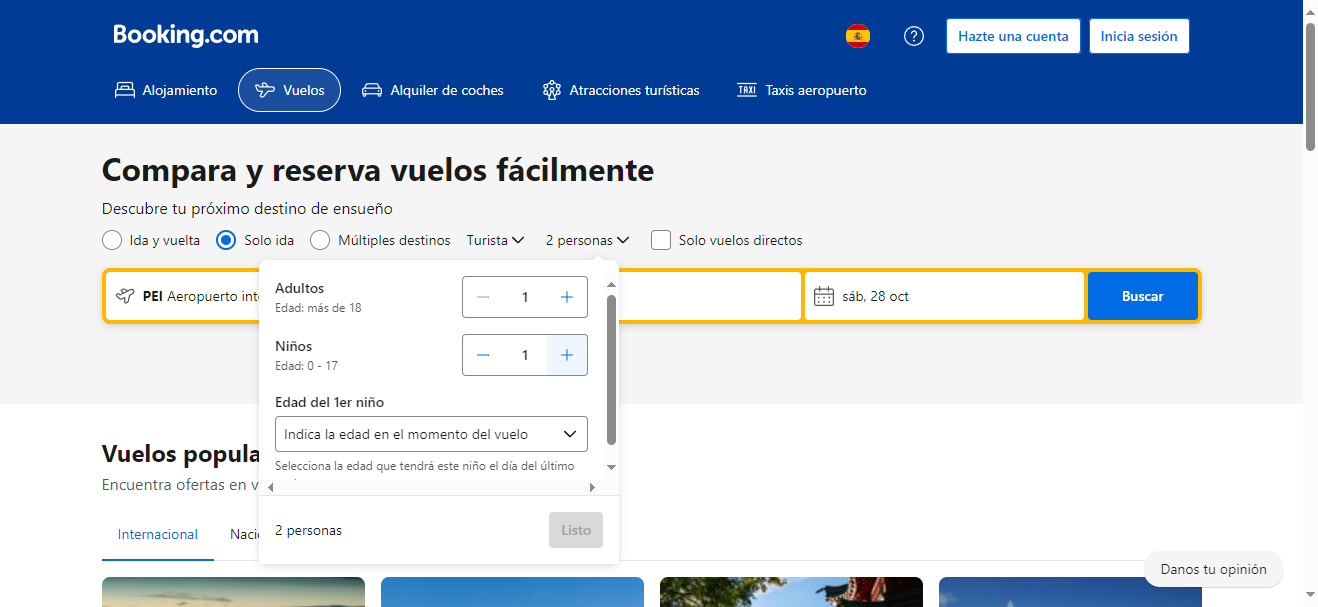 Booking.com
Hazte una cuenta
Inicia sesión
Alojamiento
Vuelos
Alquiler de coches
Atracciones turísticas
TAXI
Taxis aeropuerto
Compara y reserva vuelos fácilmente
Descubre tu próximo destino de ensueño
Ida y vuelta
Solo ida
Múltiples destinos
Turista
2 personas
Solo vuelos directos
PEI Aeropuerto inte
sáb, 28 oct
Buscar
Adultos
Edad: más de 18
1
Niños
Edad: 0 - 17
1
Edad del 1er niño
Indica la edad en el momento del vuelo
Selecciona la edad que tendrá este niño el día del último
2 personas
Listo
Vuelos popula
Encuentra ofertas en v
Internacional
Naci
Danos tu opinión